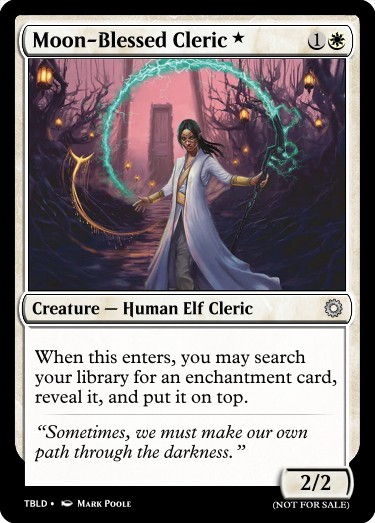 Moon-Blessed Cleric ★ 1
Creature — Human Elf Cleric
When this enters, you may search
your library for an enchantment card,
reveal it, and put it on top.
“Sometimes, we must make our own
path through the darkness.”
2/2
TBLD • Mark Poole
(NOT FOR SALE)